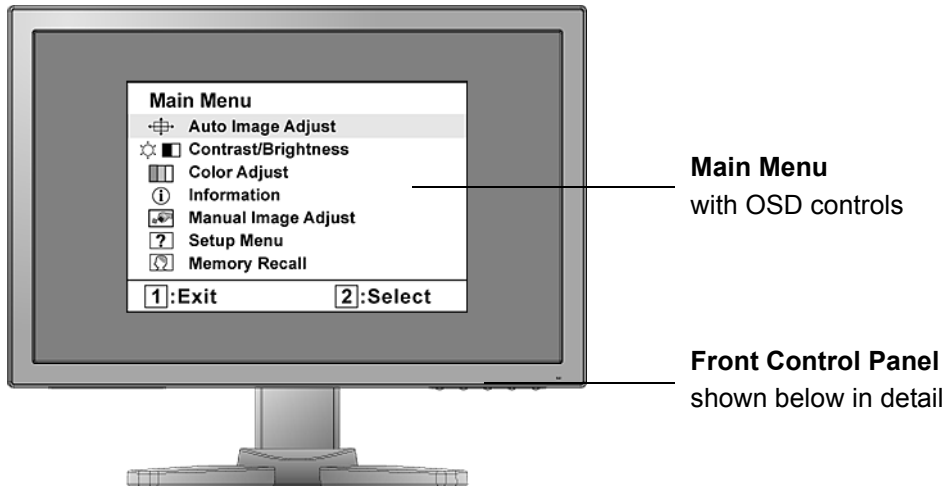 Main Menu
Auto Image Adjust
Contrast/Brightness
Color Adjust
Information
Manual Image Adjust
? Setup Menu
Memory Recall
1:Exit 2:Select
Main Menu
with OSD controls
Front Control Panel
shown below in detail